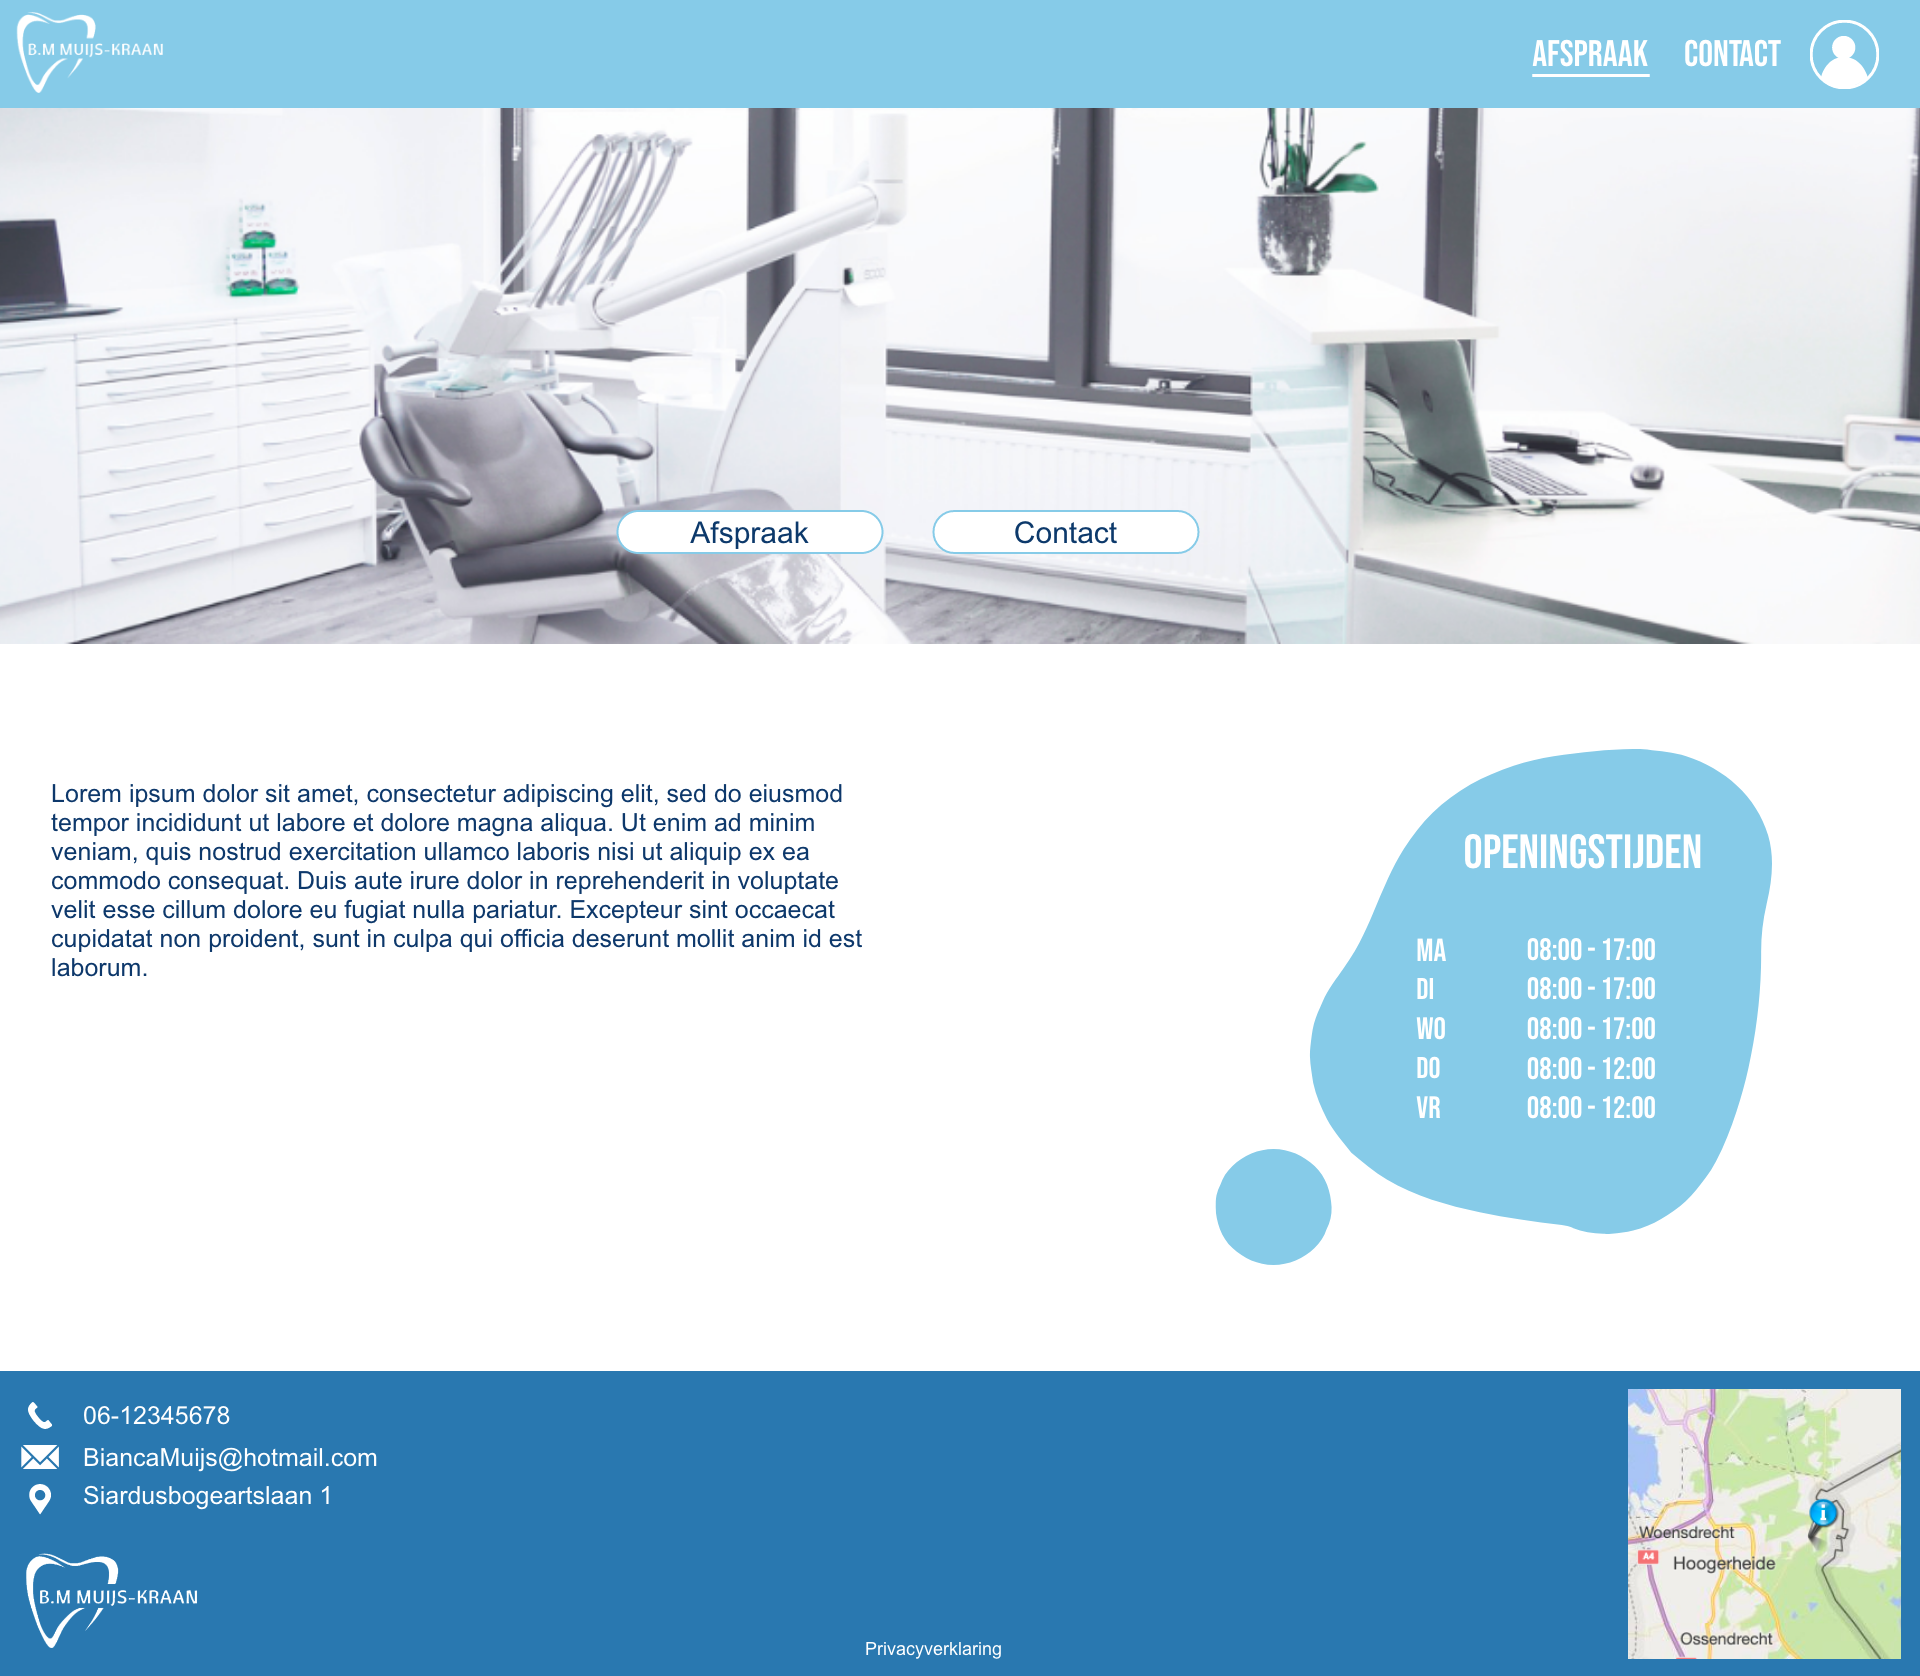 B.M MUIJS-KRAAN
AFSPRAAK
CONTACT
Afspraak
Contact
Lorem ipsum dolor sit amet, consectetur adipiscing elit, sed do eiusmod
tempor incididunt ut labore et dolore magna aliqua. Ut enim ad minim
veniam, quis nostrud exercitation ullamco laboris nisi ut aliquip ex ea
commodo consequat. Duis aute irure dolor in reprehenderit in voluptate
velit esse cillum dolore eu fugiat nulla pariatur. Excepteur sint occaecat
cupidatat non proident, sunt in culpa qui officia deserunt mollit anim id est
laborum.
OPENINGSTIJDEN
MA 08:00 - 17:00
DI 08:00 - 17:00
WO 08:00 - 17:00
DO 08:00 - 12:00
VR 08:00 - 12:00
06-12345678
BiancaMuijs@hotmail.com
Siardusbogeartslaan 1
B.M MUIJS-KRAAN
Privacyverklaring
Woensdrecht
A4
Hoogerheide
Ossendrecht